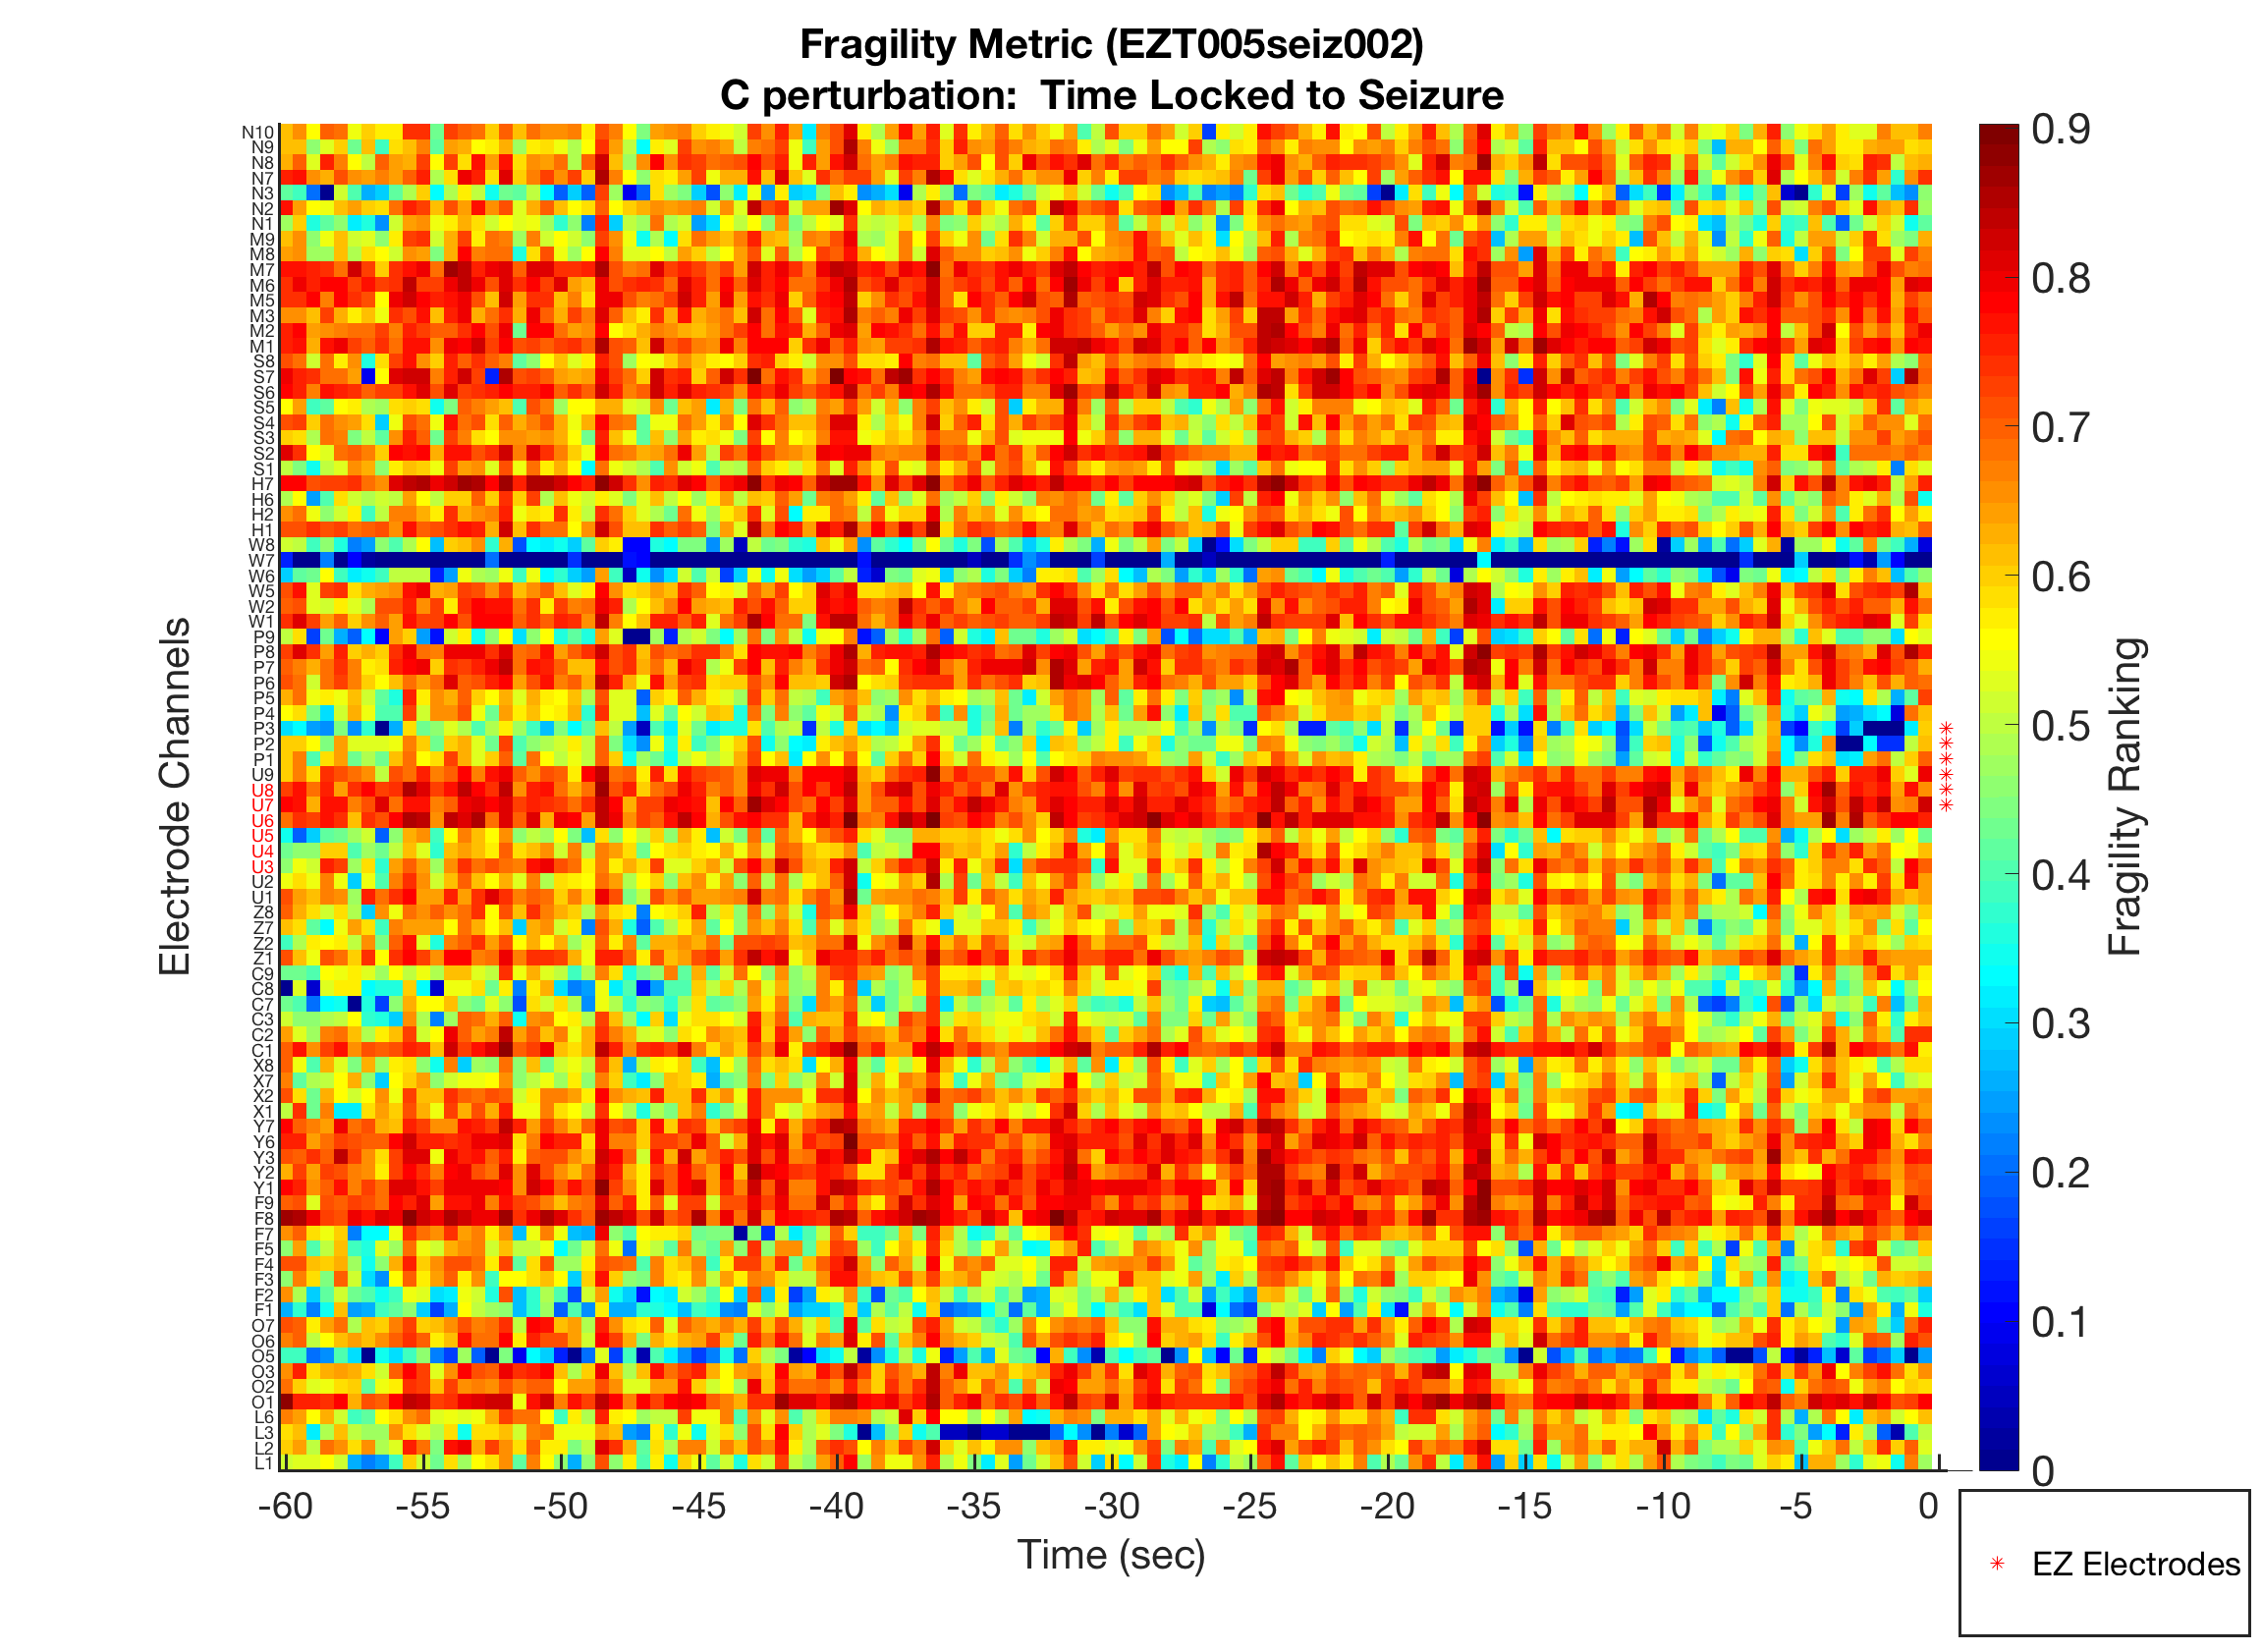 Fragility Metric (EZT005seiz002)
C perturbation: Time Locked to Seizure
Electrode Channels
N10
N9
N8
N7
N3
N2
N1
M9
M8
M7
M6
M5
M3
M2
M1
S8
S7
S6
S5
S4
S3
S2
S1
H7
H6
H2
H1
W8
W7
W6
W5
W2
W1
P9
P8
P7
P6
P5
P4
P3
P2
P1
U9
U8
U7
U6
U5
U4
U3
U2
U1
Z8
Z7
Z2
Z1
C9
C8
C7
C3
C2
C1
X8
X7
X2
X1
Y7
Y6
Y3
Y2
Y1
F9
F8
F7
F5
F4
F3
F2
F1
O7
O6
O5
O3
O2
O1
L6
L3
L2
L1
-60 -55 -50 -45 -40 -35 -30 -25 -20 -15 -10 -5 0
Time (sec)
0.9
0.8
0.7
0.6
0.5
0.4
0.3
0.2
0.1
0
Fragility Ranking
EZ Electrodes